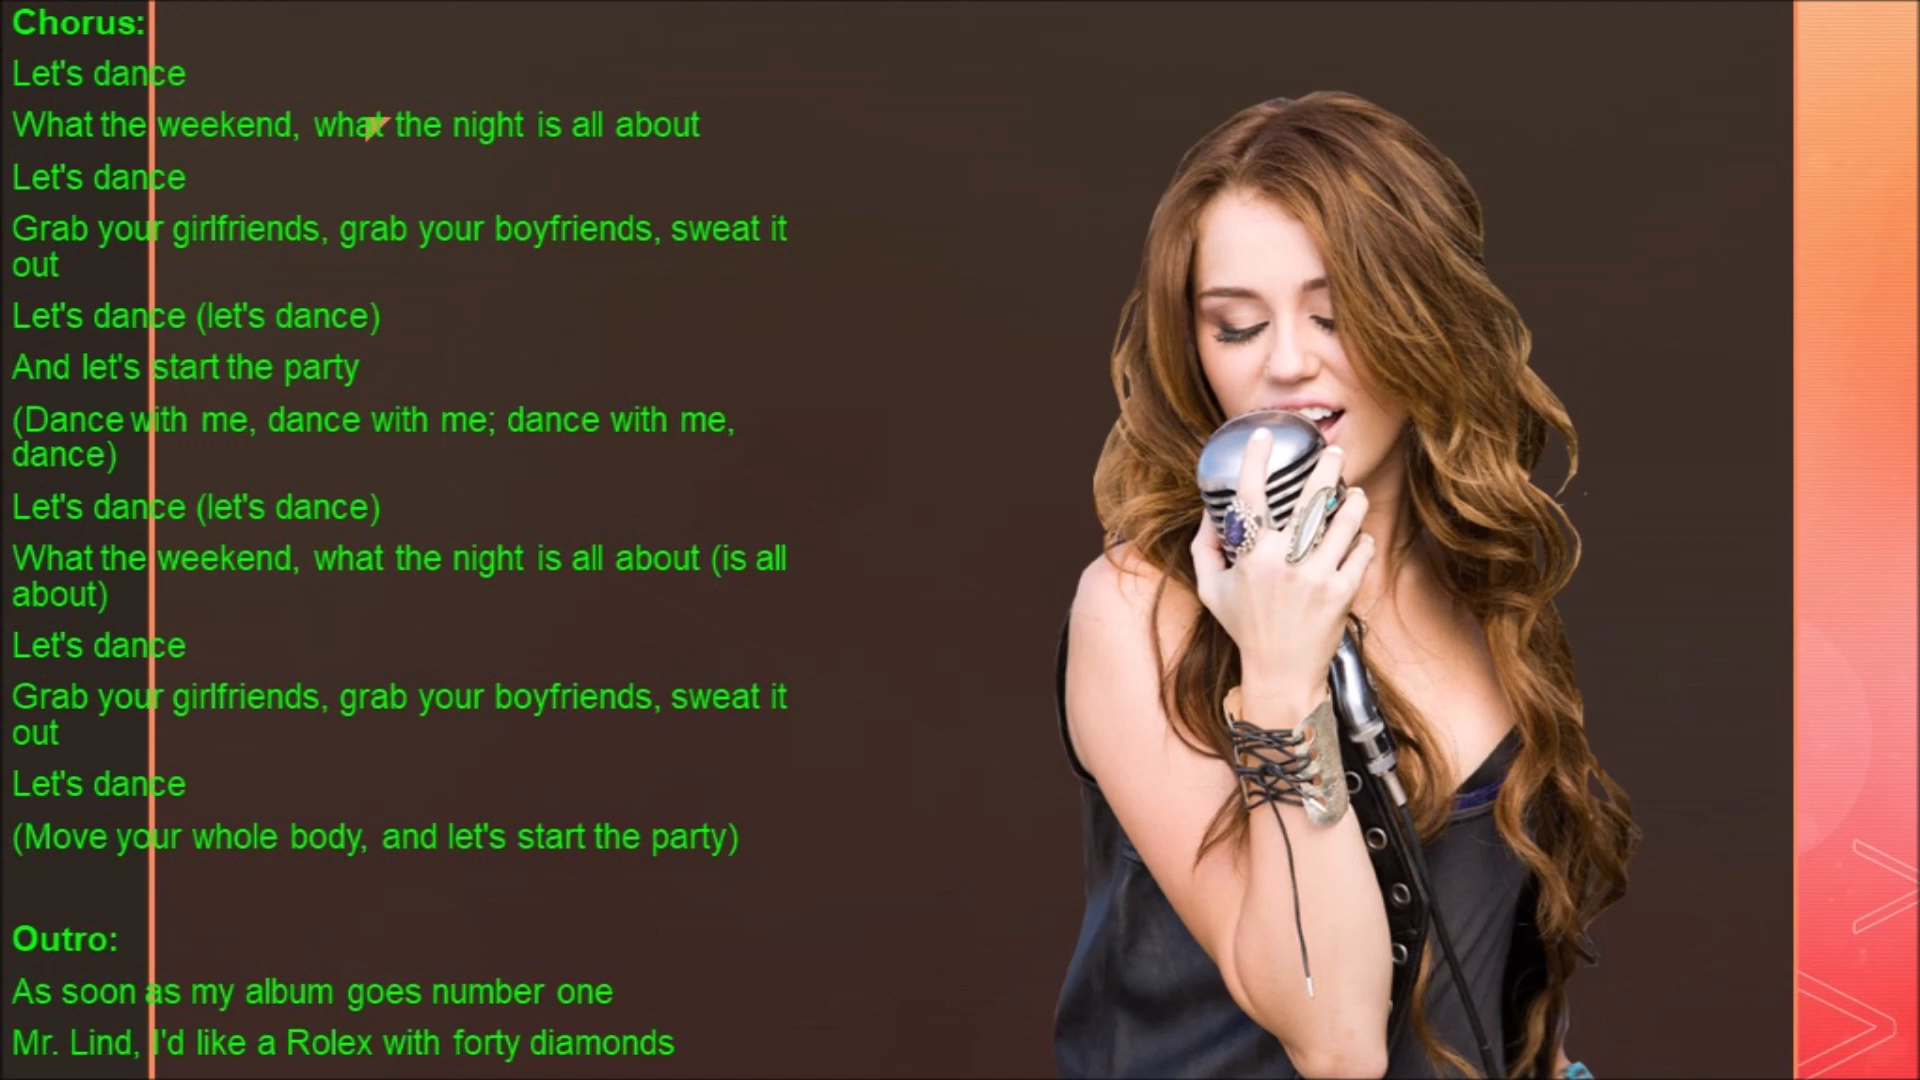 Chorus:
Let's dance
What the weekend, what the night is all about
Let's dance
Grab your girlfriends, grab your boyfriends, sweat it
out
Let's dance (let's dance)
And let's start the party
(Dance with me, dance with me; dance with me,
dance)
Let's dance (let's dance)
What the weekend, what the night is all about (is all
about)
Let's dance
Grab your girlfriends, grab your boyfriends, sweat it
out
Let's dance
(Move your whole body, and let's start the party)
Outro:
As soon as my album goes number one
Mr. Lind, I'd like a Rolex with forty diamonds